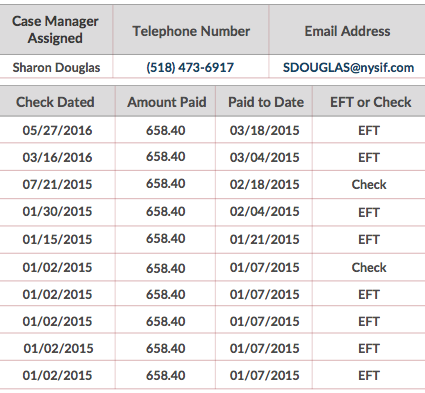 Case Manager Assigned Telephone Number Email Address
Sharon Douglas (518) 473-6917 SDOUGLAS@nysif.com
Check Dated Amount Paid Paid to Date EFT or Check
05/27/2016 658.40 03/18/2015 EFT
03/16/2016 658.40 03/04/2015 EFT
07/21/2015 658.40 02/18/2015 Check
01/30/2015 658.40 02/04/2015 EFT
01/15/2015 658.40 01/21/2015 EFT
01/02/2015 658.40 01/07/2015 Check
01/02/2015 658.40 01/07/2015 EFT
01/02/2015 658.40 01/07/2015 EFT
01/02/2015 658.40 01/07/2015 EFT
01/02/2015 658.40 01/07/2015 EFT